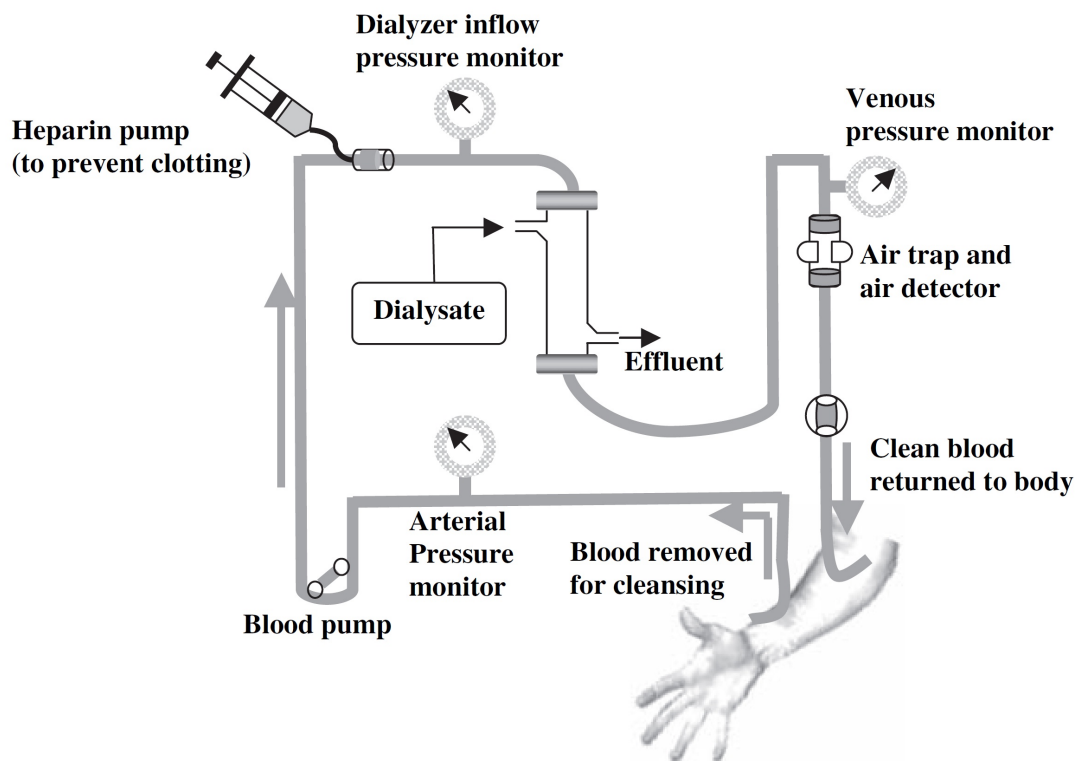 Dialyzer inflow
pressure monitor
Heparin pump
(to prevent clotting)
Venous
pressure monitor
Air trap and
air detector
Dialysate
Effluent
Clean blood
returned to body
Arterial
Pressure
monitor
Blood removed
for cleansing
Blood pump